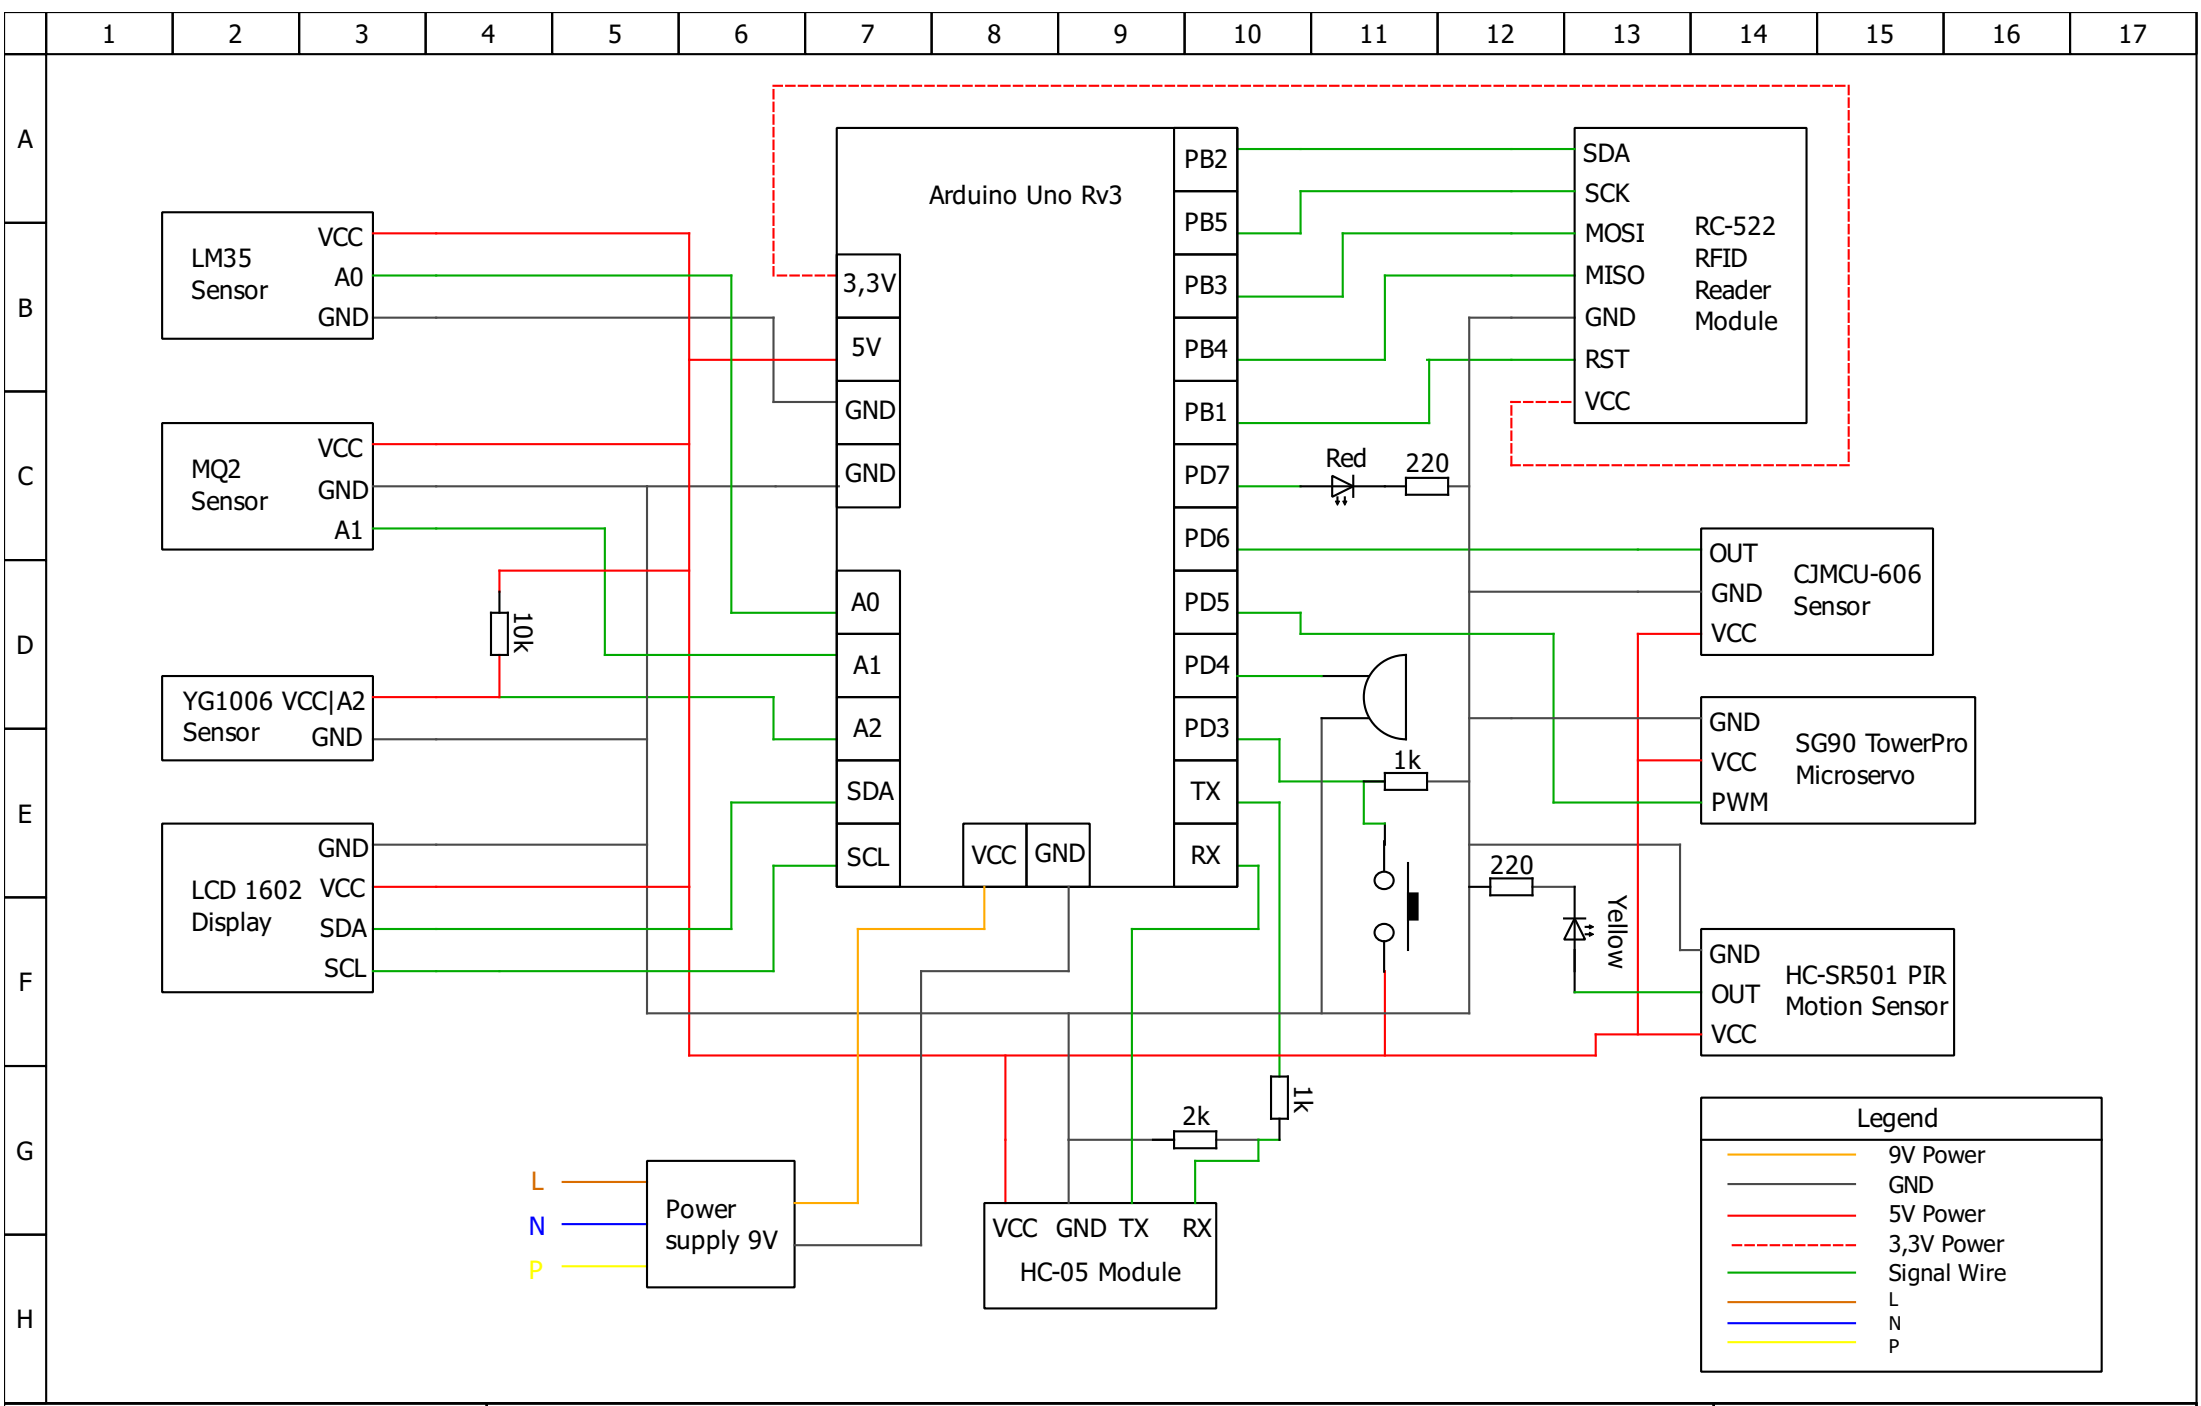 1 2 3 4 5 6 7 8 9 10 11 12 13 14 15 16 17
A
B
C
D
E
F
G
H
LM35
Sensor
VCC
A0
GND
MQ2
Sensor
VCC
GND
A1
10k
YG1006
Sensor
VCC|A2
GND
LCD 1602
Display
GND
VCC
SDA
SCL
Arduino Uno Rv3
3,3V
5V
GND
GND
A0
A1
A2
SDA
SCL
VCC
GND
PB2
PB5
PB3
PB4
PB1
PD7
PD6
PD5
PD4
PD3
TX
RX
SDA
SCK
MOSI
MISO
GND
RST
VCC
RC-522
RFID
Reader
Module
Red
220
OUT
GND
VCC
CJMCU-606
Sensor
GND
VCC
PWM
SG90 TowerPro
Microservo
1k
220
Yellow
GND
OUT
VCC
HC-SR501 PIR
Motion Sensor
1k
2k
L
N
P
Power
supply 9V
VCC GND TX RX
HC-05 Module
Legend
9V Power
GND
5V Power
3,3V Power
Signal Wire
L
N
P